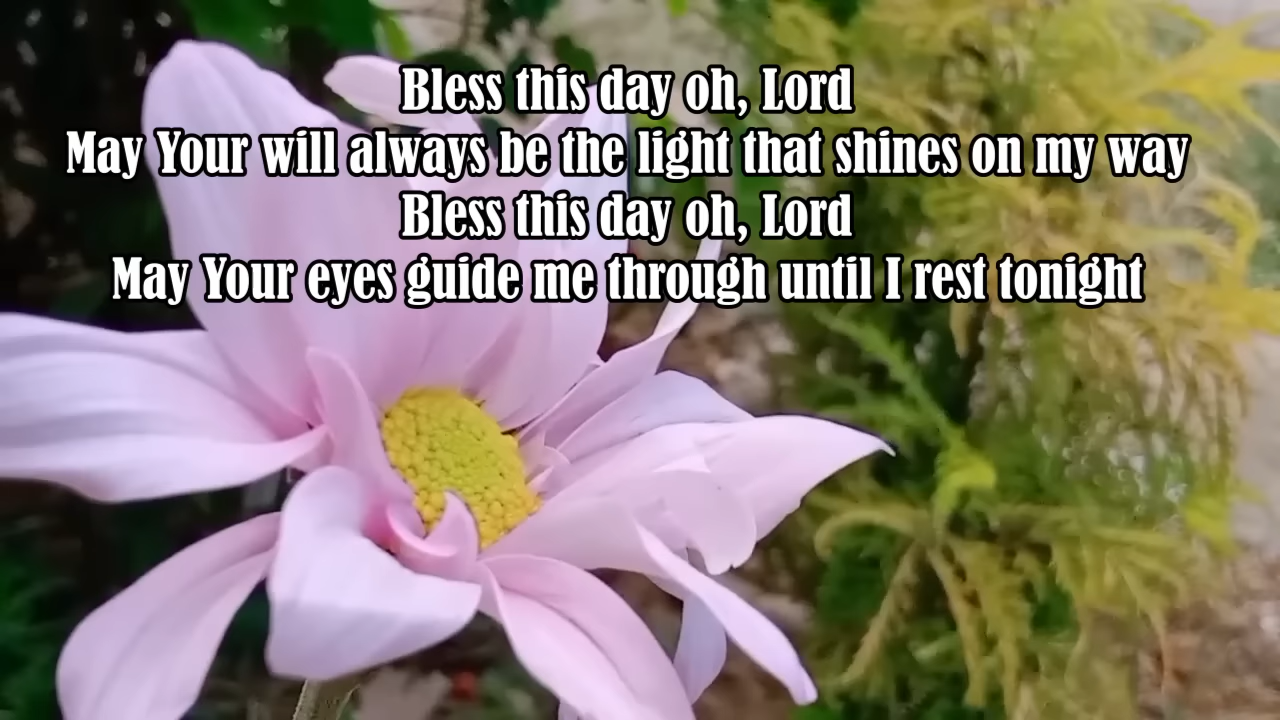 Bless this day oh, Lord
May Your will always be the light that shines on my way
Bless this day oh, Lord
May Your eyes guide me through until I rest tonight